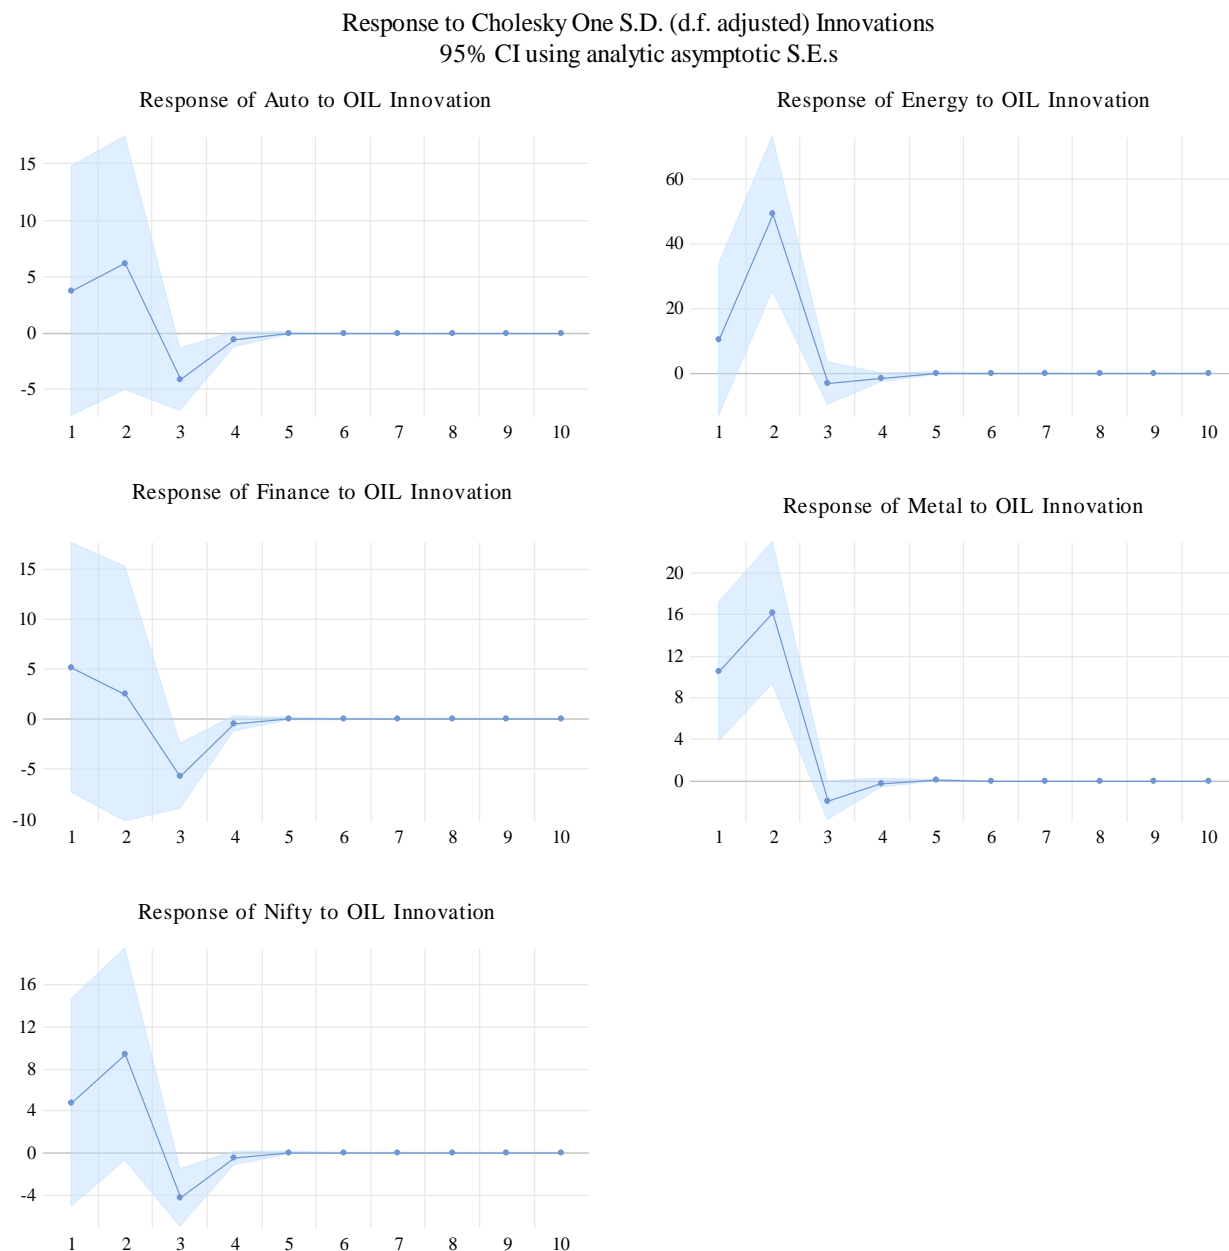 Response to Cholesky One S.D. (d.f. adjusted) Innovations
95% CI using analytic asymptotic S.E.s
Response of Auto to OIL Innovation
15
10
5
0
-5
1 2 3 4 5 6 7 8 9 10
Response of Energy to OIL Innovation
60
40
20
0
1 2 3 4 5 6 7 8 9 10
Response of Finance to OIL Innovation
15
10
5
0
-5
-10
1 2 3 4 5 6 7 8 9 10
Response of Metal to OIL Innovation
20
16
12
8
4
0
1 2 3 4 5 6 7 8 9 10
Response of Nifty to OIL Innovation
16
12
8
4
0
-4
1 2 3 4 5 6 7 8 9 10